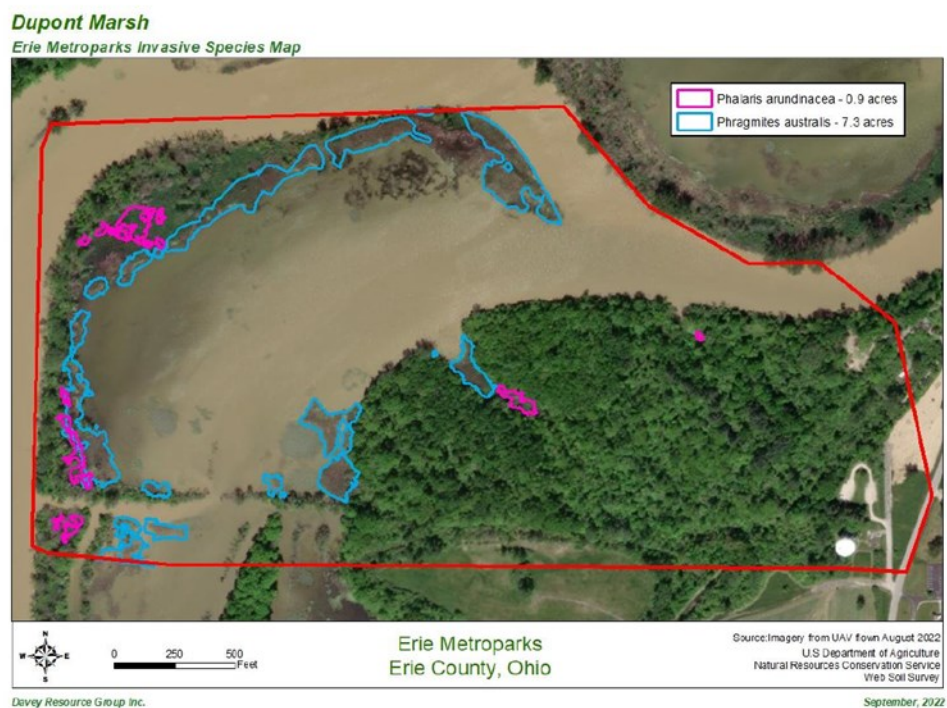 Dupont Marsh
Erie Metroparks Invasive Species Map
Phalaris arundinacea - 0.9 acres
Phragmites australis - 7.3 acres
N
W E
S
0 250 500
Feet
Erie Metroparks
Erie County, Ohio
Source:Imagery from UAV flown August 2022
U.S Department of Agriculture
Natural Resources Conservation Service
Web Soil Survey
Davey Resource Group Inc.
September, 2022